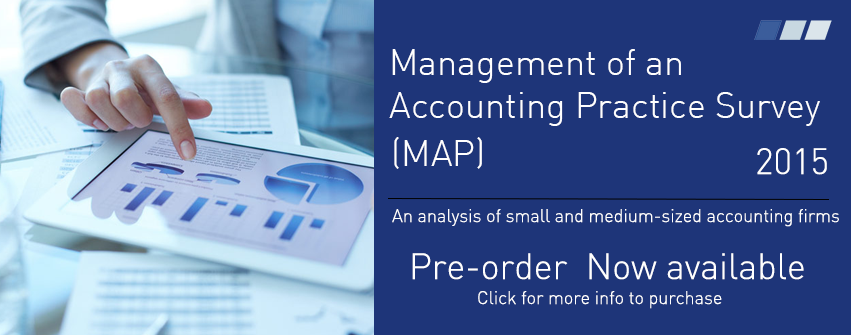 Management of an
Accounting Practice Survey
(MAP)
2015
An analysis of small and medium-sized accounting firms
Pre-order Now available
Click for more info to purchase